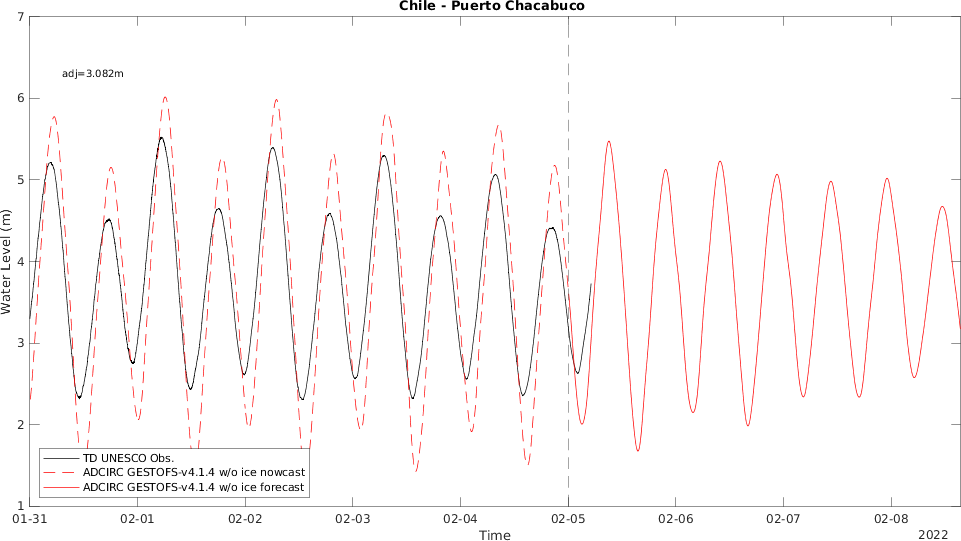 Chile - Puerto Chacabuco
adj=3.082m
7
6
5
4
3
2
1
Water Level (m)
TD UNESCO Obs.
ADCIRC GESTOFS-v4.1.4 w/o ice nowcast
ADCIRC GESTOFS-v4.1.4 w/o ice forecast
01-31 02-01 02-02 02-03 02-04 02-05 02-06 02-07 02-08
Time
2022